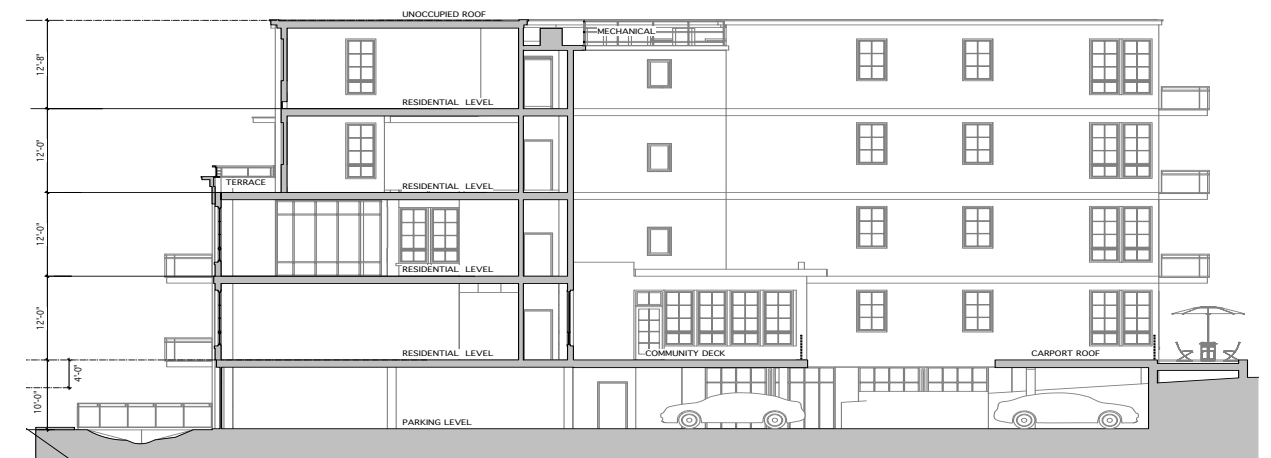 UNOCCUPIED ROOF
MECHANICAL
12'-8"
RESIDENTIAL LEVEL
12'-0"
RESIDENTIAL LEVEL
TERRACE
12'-0"
RESIDENTIAL LEVEL
12'-0"
RESIDENTIAL LEVEL
COMMUNITY DECK
CARPORT ROOF
4'-0"
10'-0"
PARKING LEVEL